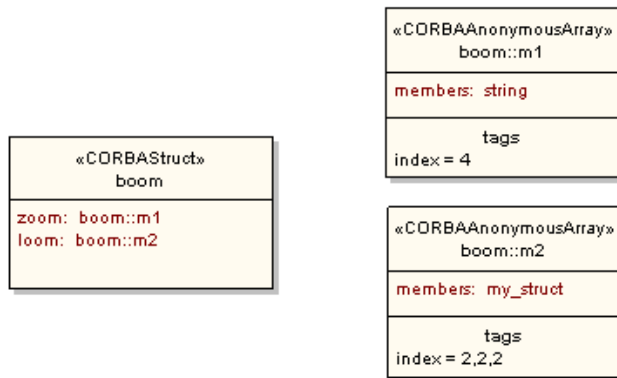 «CORBAStruct»
boom
zoom: boom::m1
loom: boom::m2
«CORBAAnonymousArray»
boom::m1
members: string
tags
index = 4
«CORBAAnonymousArray»
boom::m2
members: my_struct
tags
index = 2,2,2